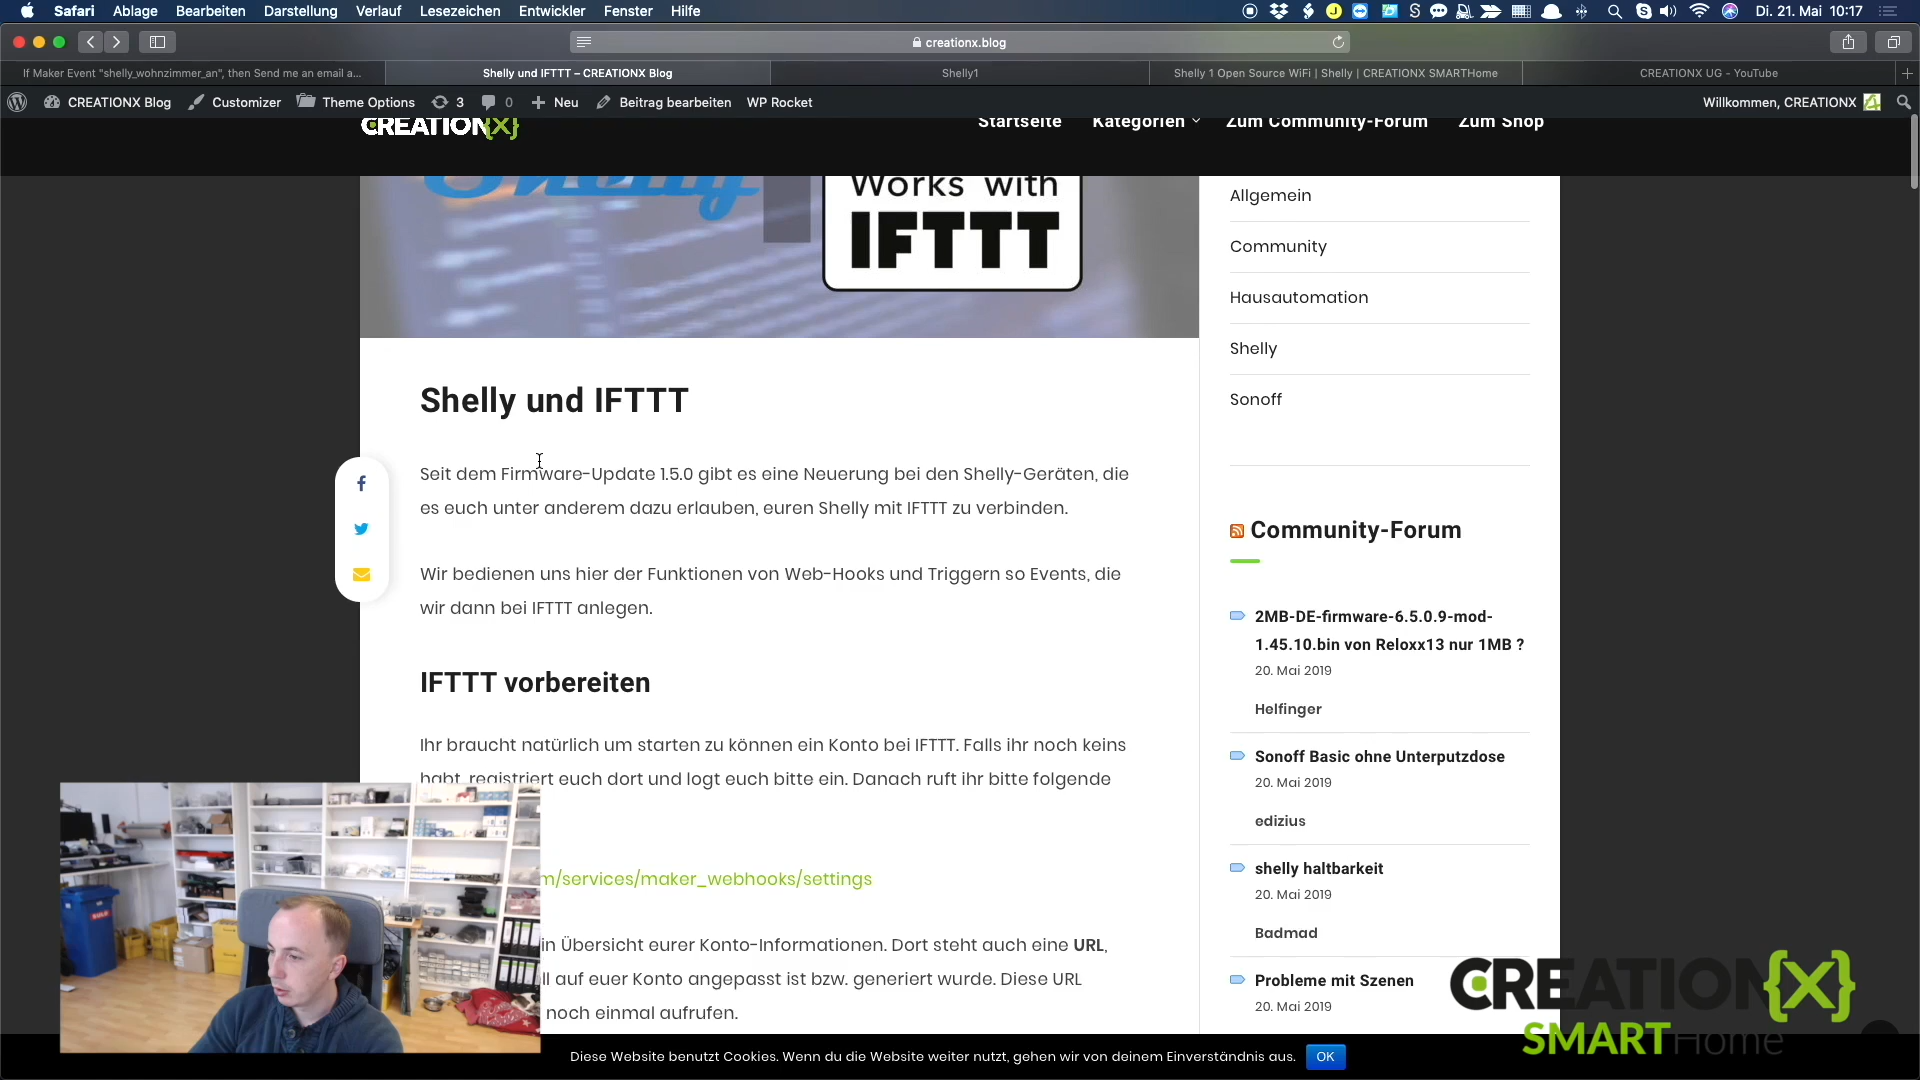 Safari Ablage Bearbeiten Darstellung Verlauf Lesezeichen Entwickler Fenster Hilfe
Di. 21. Mai 10:17
creationx.blog
If Maker Event "shelly_wohnzimmer_an", then Send me an email a...
Shelly und IFTTT – CREATIONX Blog
Shelly1
Shelly 1 Open Source WiFi | Shelly | CREATIONX SMARTHome
CREATIONX UG - YouTube
CREATIONX Blog Customizer Theme Options 3 0 Neu Beitrag bearbeiten WP Rocket
Willkommen, CREATIONX
CREATION{X}
Startseite Kategorien Zum Community-Forum Zum Shop
Shelly
Works with
IFTTT
Shelly und IFTTT
Seit dem Firmware-Update 1.5.0 gibt es eine Neuerung bei den Shelly-Geräten, die
es euch unter anderem dazu erlauben, euren Shelly mit IFTTT zu verbinden.
Wir bedienen uns hier der Funktionen von Web-Hooks und Triggern so Events, die
wir dann bei IFTTT anlegen.
IFTTT vorbereiten
Ihr braucht natürlich um starten zu können ein Konto bei IFTTT. Falls ihr noch keins
habt, registriert euch dort und logt euch bitte ein. Danach ruft ihr bitte folgende
m/services/maker_webhooks/settings
in Übersicht eurer Konto-Informationen. Dort steht auch eine URL,
ll auf euer Konto angepasst ist bzw. generiert wurde. Diese URL
noch einmal aufrufen.
Allgemein
Community
Hausautomation
Shelly
Sonoff
Community-Forum
2MB-DE-firmware-6.5.0.9-mod-
1.45.10.bin von Reloxx13 nur 1MB ?
20. Mai 2019
Helfinger
Sonoff Basic ohne Unterputzdose
20. Mai 2019
edizius
shelly haltbarkeit
20. Mai 2019
Badmad
Probleme mit Szenen
20. Mai 2019
CREATION{X}
SMARTHome
Diese Website benutzt Cookies. Wenn du die Website weiter nutzt, gehen wir von deinem Einverständnis aus. OK